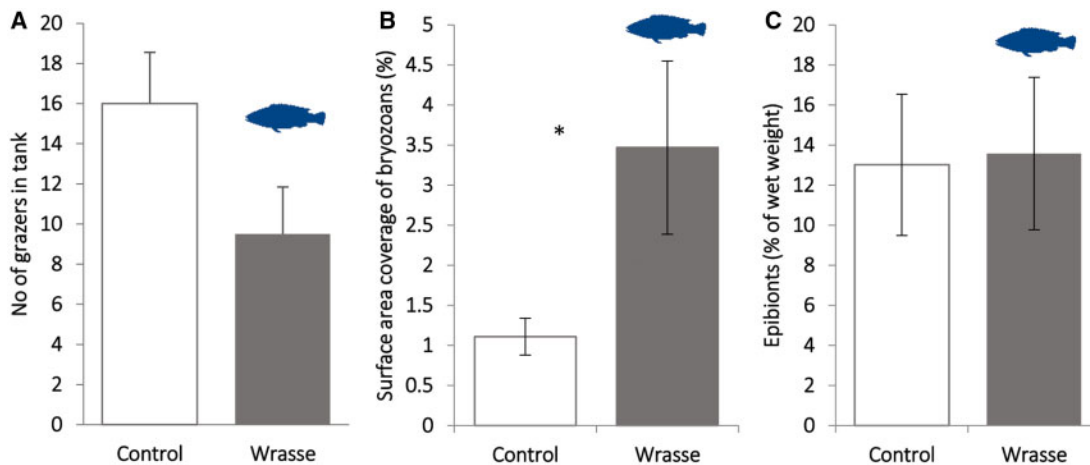 A
No of grazers in tank
20
18
16
14
12
10
8
6
4
2
0
Control
Wrasse
B
Surface area coverage of bryozoans (%)
5
4.5
4
3.5
3
2.5
2
1.5
1
0.5
0
*
Control
Wrasse
C
Epibionts (% of wet weight)
20
18
16
14
12
10
8
6
4
2
0
Control
Wrasse